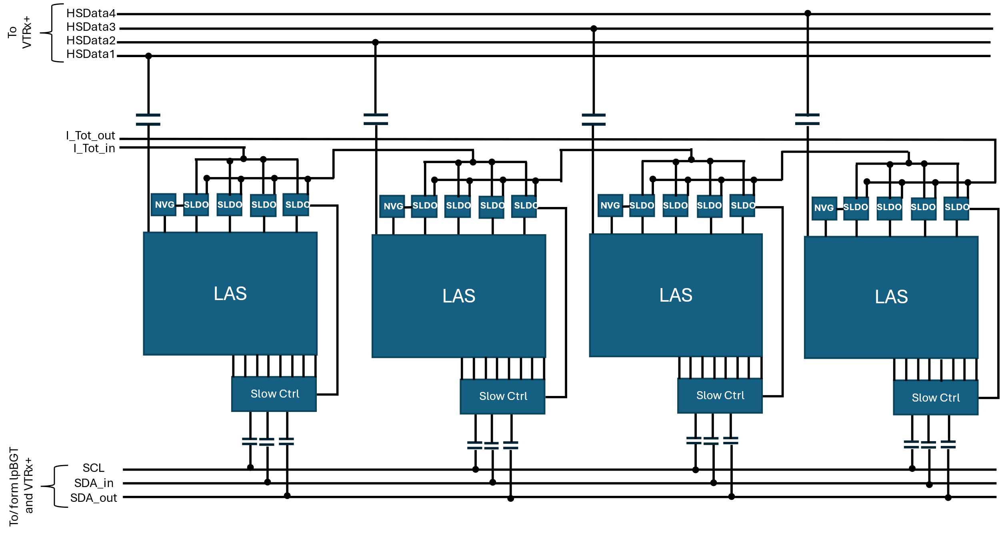 HSData4
HSData3
HSData2
HSData1
To
VTRx+
I_Tot_out
I_Tot_in
NVG
SLDO
SLDO
SLDO
SLDO
NVG
SLDO
SLDO
SLDO
SLDO
NVG
SLDO
SLDO
SLDO
SLDO
NVG
SLDO
SLDO
SLDO
SLDO
LAS
LAS
LAS
LAS
Slow Ctrl
Slow Ctrl
Slow Ctrl
Slow Ctrl
To/form lpBGT
and VTRx+
SCL
SDA_in
SDA_out